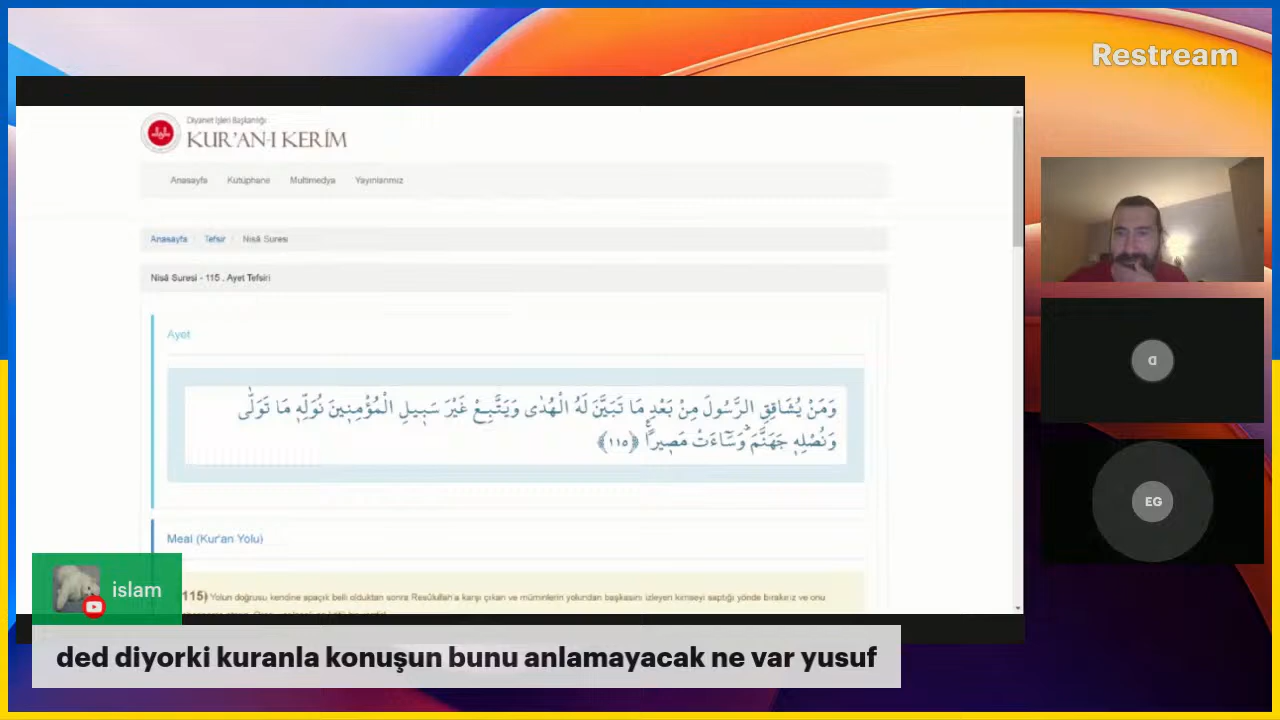 Restream
Diyanet İşleri Başkanlığı
KUR'AN-I KERİM
Anasayfa Kütüphane Multimedya Yayınlarımız
Anasayfa / Tefsir / Nisâ Suresi
Nisâ Suresi - 115 . Ayet Tefsiri
Ayet
وَمَنْ يُشَاقِقِ الرَّسُولَ مِنْ بَعْدِ مَا تَبَيَّنَ لَهُ الْهُدٰى وَيَتَّبِعْ غَيْرَ سَبٖيلِ الْمُؤْمِنٖينَ نُوَلِّهٖ مَا تَوَلّٰى
وَنُصْلِهٖ جَهَنَّمَؕ وَسَٓاءَتْ مَصٖيراًࣖ ﴿١١٥﴾
Meal (Kur'an Yolu)
115) Yolun doğrusu kendine apaçık belli olduktan sonra Resûlullah'a karşı çıkan ve müminlerin yolundan başkasını izleyen kimseyi saptığı yönde bırakırız ve onu
islam
ded diyorki kuranla konuşun bunu anlamayacak ne var yusuf
a
EG